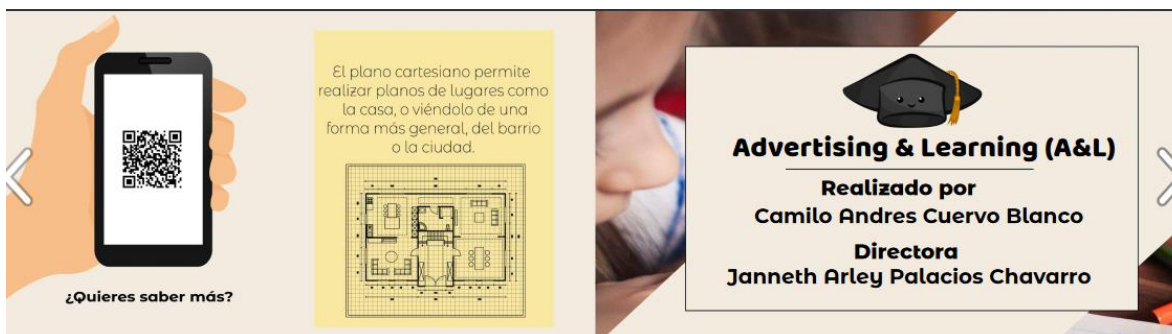 ¿Quieres saber más?
El plano cartesiano permite
realizar planos de lugares como
la casa, o viéndolo de una
forma más general, del barrio
o la ciudad.
Advertising & Learning (A&L)
Realizado por
Camilo Andres Cuervo Blanco
Directora
Janneth Arley Palacios Chavarro